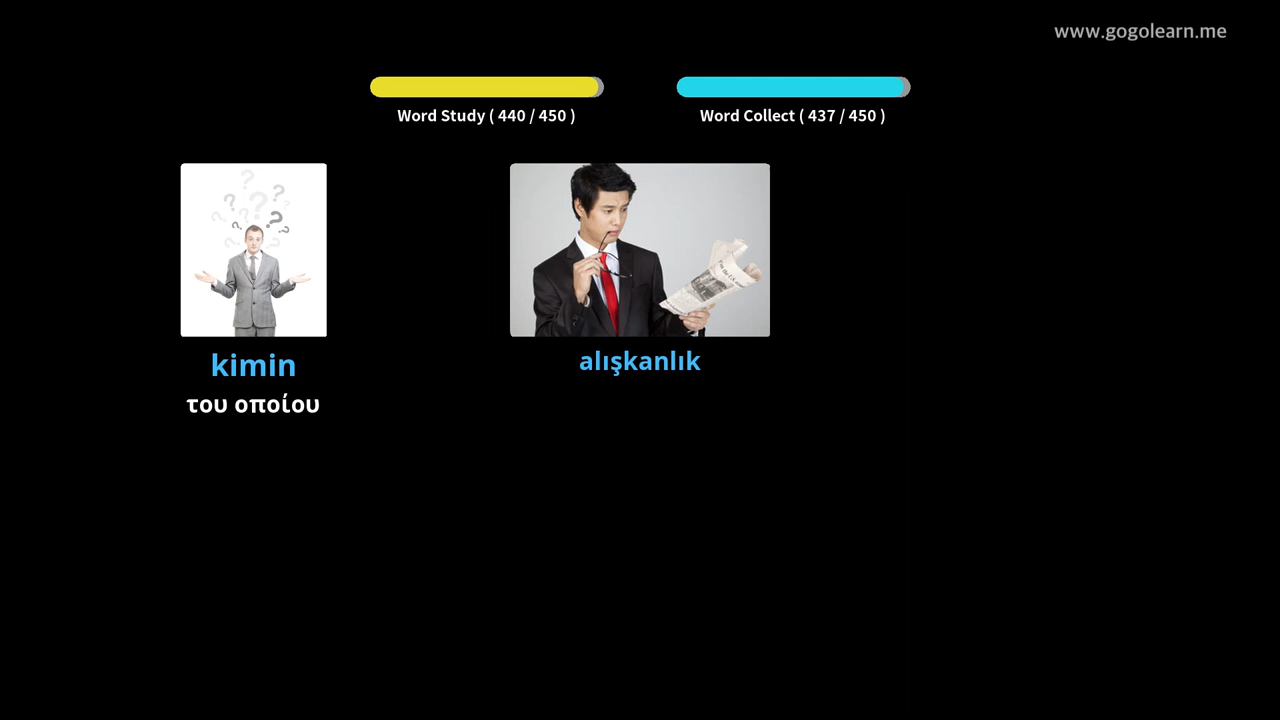 www.gogolearn.me
Word Study ( 440 / 450 )
Word Collect ( 437 / 450 )
kimin
του οποίου
alışkanlık